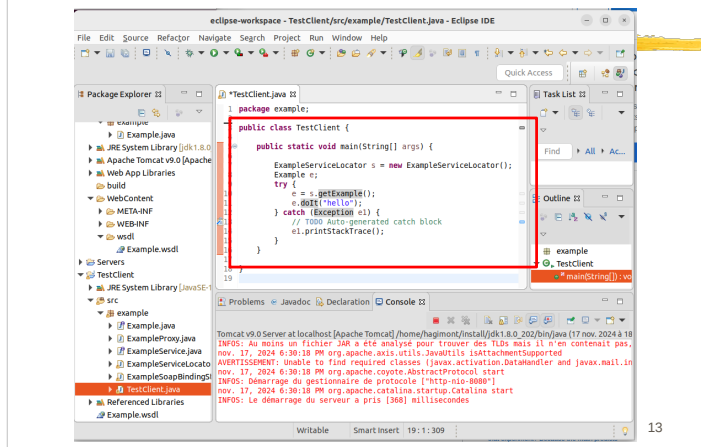 eclipse-workspace - TestClient/src/example/TestClient.java - Eclipse IDE
File Edit Source Refactor Navigate Search Project Run Window Help
Quick Access
Package Explorer
example
Example.java
JRE System Library [jdk1.8.0
Apache Tomcat v9.0 [Apache
Web App Libraries
build
WebContent
META-INF
WEB-INF
wsdl
Example.wsdl
Servers
TestClient
JRE System Library [JavaSE-1
src
example
Example.java
ExampleProxy.java
ExampleService.java
ExampleServiceLocato
ExampleSoapBindingS
TestClient.java
Referenced Libraries
Example.wsdl
*TestClient.java
1 package example;
public class TestClient {
public static void main(String[] args) {
ExampleServiceLocator s = new ExampleServiceLocator();
Example e;
try {
e = s.getExample();
e.doIt("hello");
} catch (Exception e1) {
// TODO Auto-generated catch block
e1.printStackTrace();
}
}
}
19
Task List
Find All Ac...
Outline
example
TestClient
main(String[]) : vo
Problems Javadoc Declaration Console
Tomcat v9.0 Server at localhost [Apache Tomcat] /home/hagimont/install/jdk1.8.0_202/bin/java (17 nov. 2024 à 18
INFOS: Au moins un fichier JAR a été analysé pour trouver des TLDs mais il n'en contenait pas,
nov. 17, 2024 6:30:18 PM org.apache.axis.utils.JavaUtils isAttachmentSupported
AVERTISSEMENT: Unable to find required classes (javax.activation.DataHandler and javax.mail.in
nov. 17, 2024 6:30:18 PM org.apache.coyote.AbstractProtocol start
INFOS: Démarrage du gestionnaire de protocole ["http-nio-8080"]
nov. 17, 2024 6:30:18 PM org.apache.catalina.startup.Catalina start
INFOS: Le démarrage du serveur a pris [368] millisecondes
Writable Smart Insert 19 : 1 : 309
13